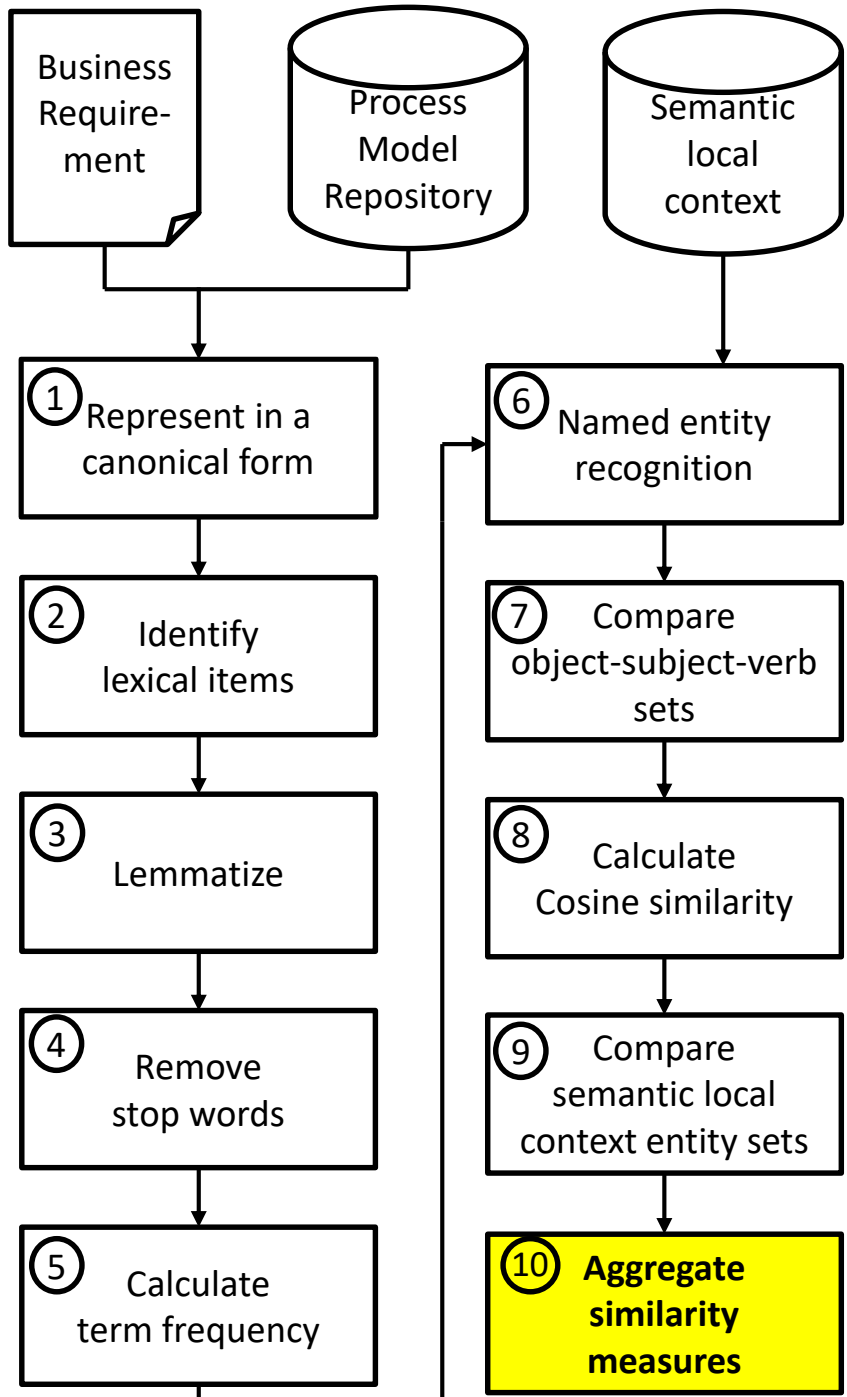 Business
Require-
ment
Process
Model
Repository
Semantic
local
context
1
Represent in a
canonical form
2
Identify
lexical items
3
Lemmatize
4
Remove
stop words
5
Calculate
term frequency
6
Named entity
recognition
7
Compare
object-subject-verb
sets
8
Calculate
Cosine similarity
9
Compare
semantic local
context entity sets
10
Aggregate
similarity
measures